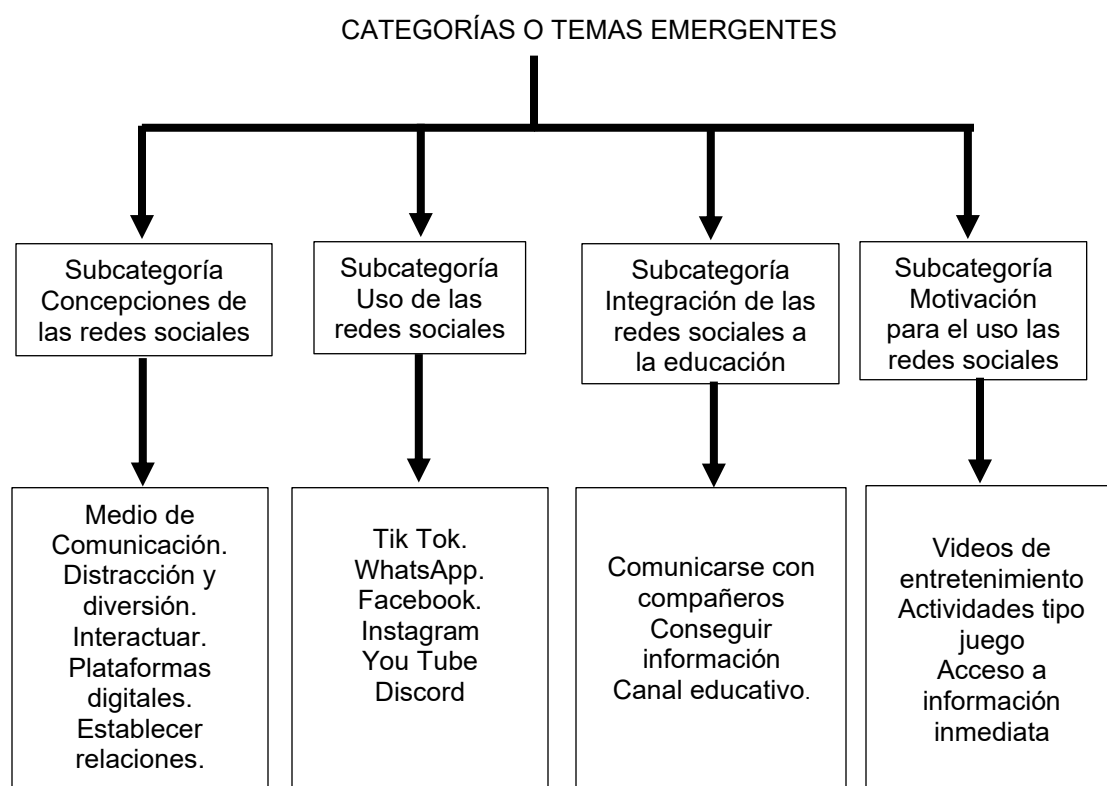 CATEGORÍAS O TEMAS EMERGENTES
Subcategoría
Concepciones de
las redes sociales
Subcategoría
Uso de las
redes sociales
Subcategoría
Integración de las
redes sociales a
la educación
Subcategoría
Motivación
para el uso las
redes sociales
Medio de
Comunicación.
Distracción y
diversión.
Interactuar.
Plataformas
digitales.
Establecer
relaciones.
Tik Tok.
WhatsApp.
Facebook.
Instagram
You Tube
Discord
Comunicarse con
compañeros
Conseguir
información
Canal educativo.
Videos de
entretenimiento
Actividades tipo
juego
Acceso a
información
inmediata